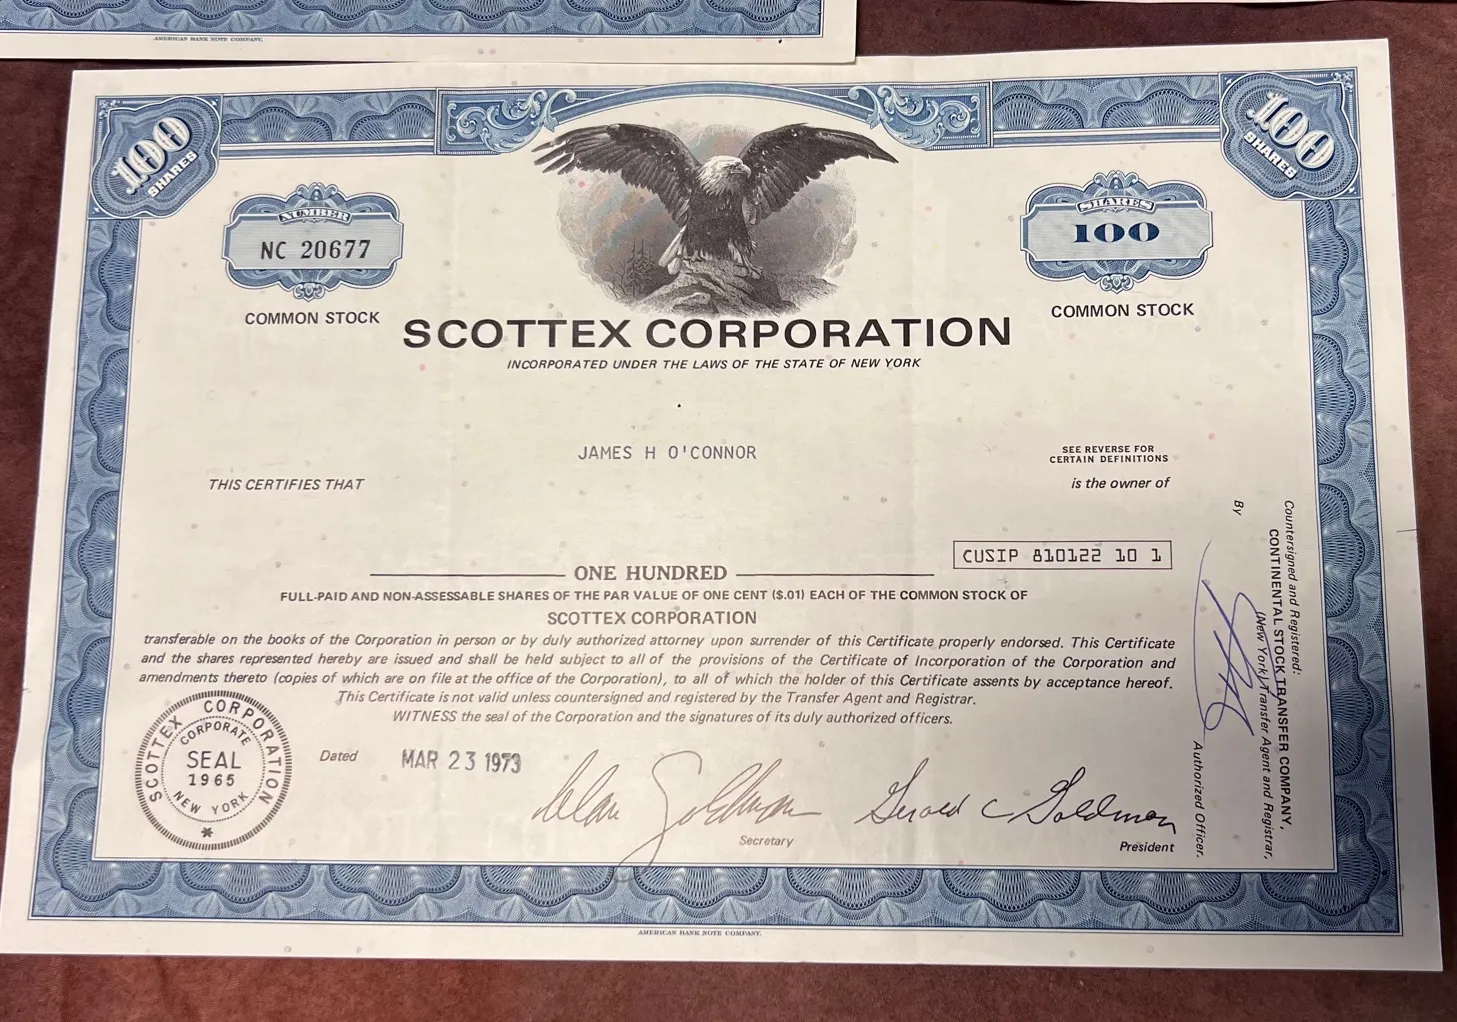 AMERICAN BANK NOTE COMPANY.
100
SHARES
100
SHARES
NUMBER
NC 20677
COMMON STOCK
SHARES
100
COMMON STOCK
SCOTTEX CORPORATION
INCORPORATED UNDER THE LAWS OF THE STATE OF NEW YORK
JAMES H O'CONNOR
SEE REVERSE FOR
CERTAIN DEFINITIONS
THIS CERTIFIES THAT
is the owner of
CUSIP 810122 10 1
ONE HUNDRED
FULL-PAID AND NON-ASSESSABLE SHARES OF THE PAR VALUE OF ONE CENT ($.01) EACH OF THE COMMON STOCK OF
SCOTTEX CORPORATION
transferable on the books of the Corporation in person or by duly authorized attorney upon surrender of this Certificate properly endorsed. This Certificate
and the shares represented hereby are issued and shall be held subject to all of the provisions of the Certificate of Incorporation of the Corporation and
amendments thereto (copies of which are on file at the office of the Corporation), to all of which the holder of this Certificate assents by acceptance hereof.
This Certificate is not valid unless countersigned and registered by the Transfer Agent and Registrar.
WITNESS the seal of the Corporation and the signatures of its duly authorized officers.
SCOTTEX CORPORATION
CORPORATE
SEAL
1965
NEW YORK
*
Dated
MAR 23 1973
Alan Goldman
Secretary
Gerald C Goldman
President
Countersigned and Registered:
CONTINENTAL STOCK TRANSFER COMPANY,
(New York) Transfer Agent and Registrar,
By
Authorized Officer.
AMERICAN BANK NOTE COMPANY.